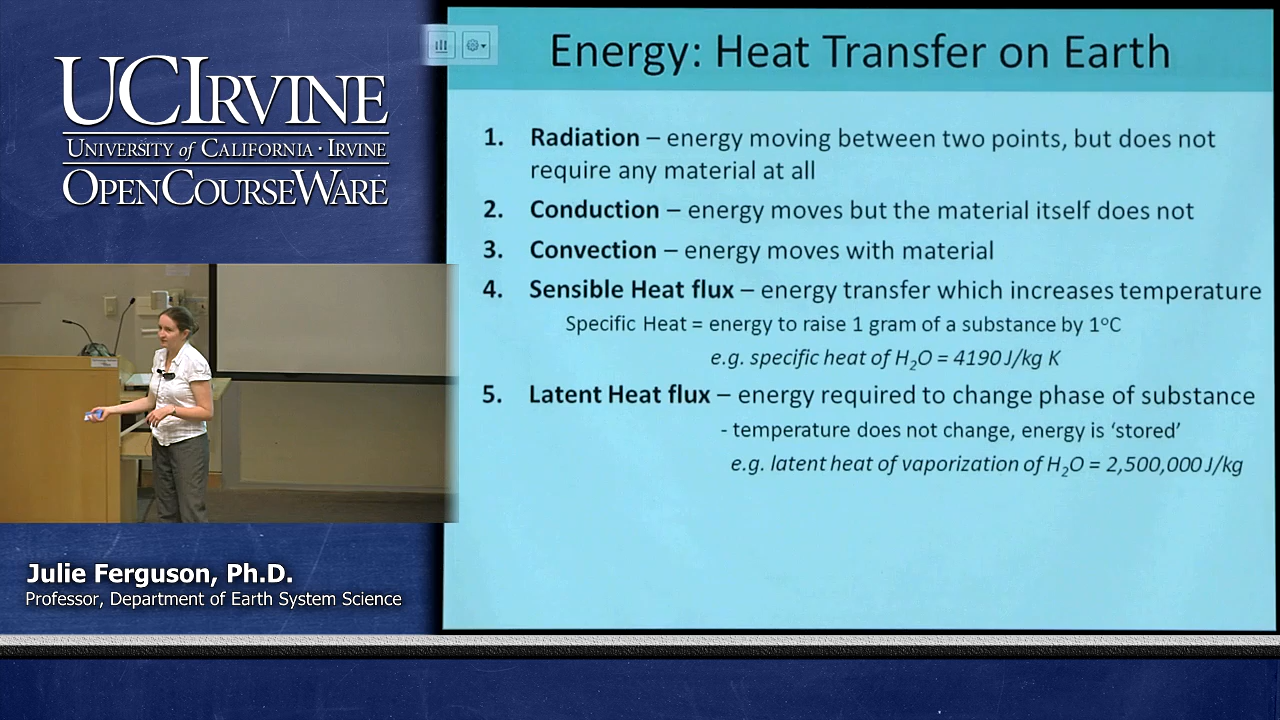 UCIRVINE
UNIVERSITY of CALIFORNIA · IRVINE
OPENCOURSEWARE
Energy: Heat Transfer on Earth
1. Radiation – energy moving between two points, but does not
require any material at all
2. Conduction – energy moves but the material itself does not
3. Convection – energy moves with material
4. Sensible Heat flux – energy transfer which increases temperature
Specific Heat = energy to raise 1 gram of a substance by 1°C
e.g. specific heat of H₂O = 4190 J/kg K
5. Latent Heat flux – energy required to change phase of substance
- temperature does not change, energy is ‘stored’
e.g. latent heat of vaporization of H₂O = 2,500,000 J/kg
Julie Ferguson, Ph.D.
Professor, Department of Earth System Science